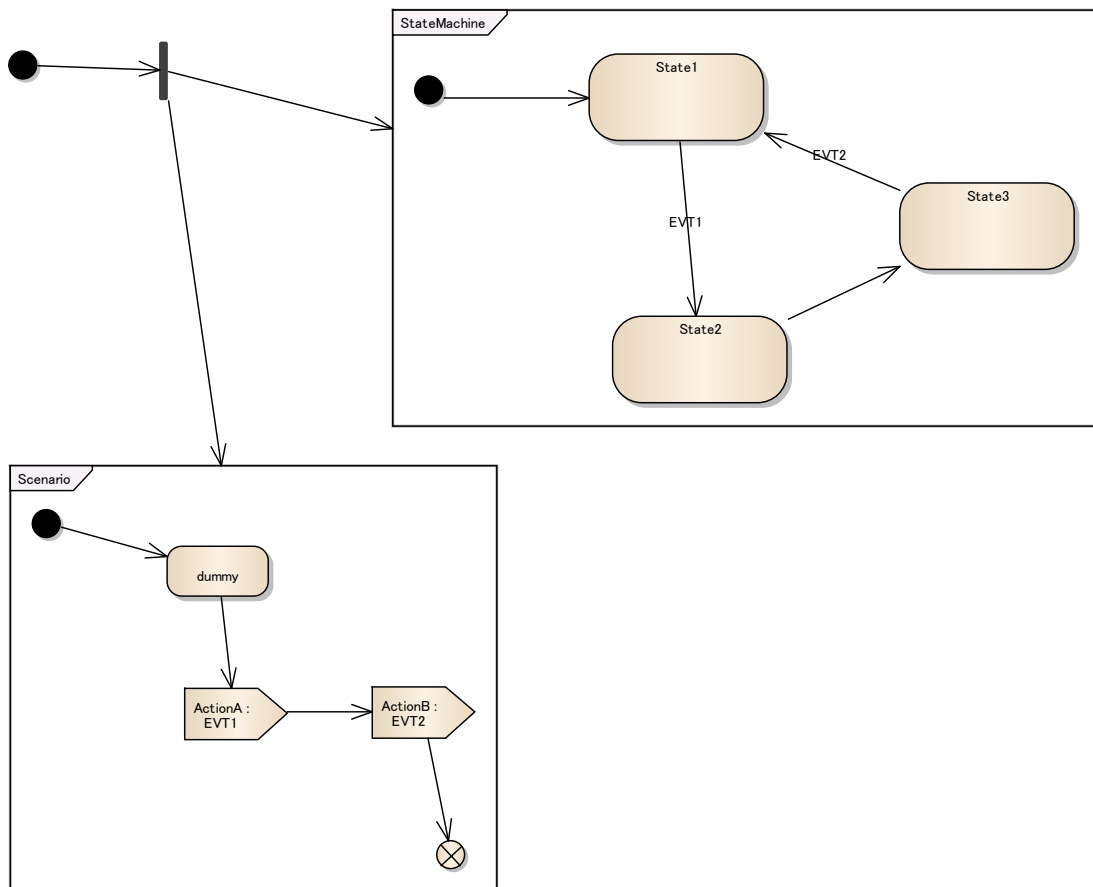 StateMachine
State1
EVT2
State3
EVT1
State2
Scenario
dummy
ActionA :
EVT1
ActionB :
EVT2